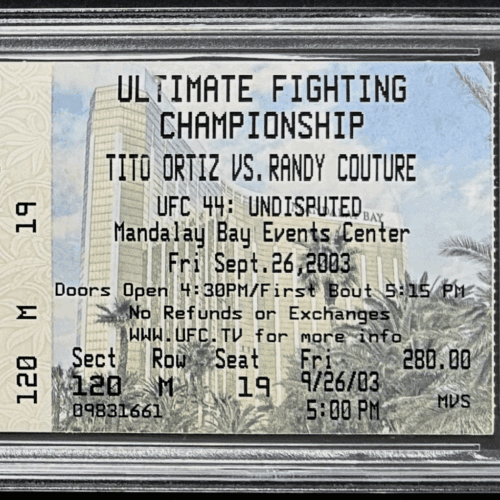 ULTIMATE FIGHTING
CHAMPIONSHIP
TITO ORTIZ VS. RANDY COUTURE
UFC 44: UNDISPUTED
BAY
Mandalay Bay Events Center
Fri Sept.26,2003
Doors Open 4:30PM/First Bout 5:15 PM
No Refunds or Exchanges
WWW.UFC.TV for more info
Sect Row Seat Fri 280.00
120 M 19 9/26/03
09831661 5:00 PM MVS
120 M 19